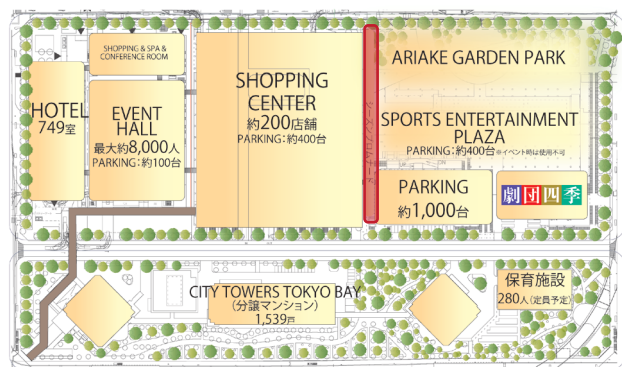 SHOPPING & SPA &
CONFERENCE ROOM
HOTEL
749室
EVENT
HALL
最大約8,000人
PARKING：約100台
SHOPPING
CENTER
約200店舗
PARKING：約400台
ARIAKE GARDEN PARK
SPORTS ENTERTAINMENT
PLAZA
PARKING：約400台 ※イベント時は使用不可
PARKING
約1,000台
劇団四季
CITY TOWERS TOKYO BAY
（分譲マンション）
1,539戸
保育施設
280人（定員予定）